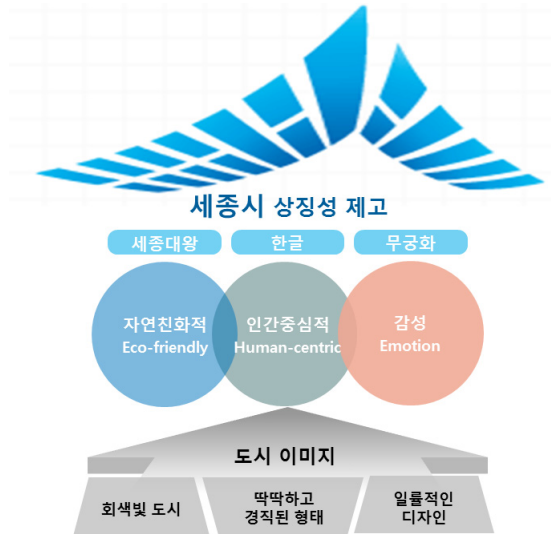 세종시 상징성 제고
세종대왕 한글 무궁화
자연친화적 인간중심적 감성
Eco-friendly Human-centric Emotion
도시 이미지
회색빛 도시
딱딱하고
경직된 형태
일률적인
디자인